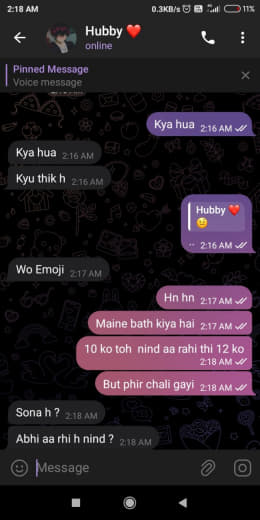 2:18 AM 0.3KB/s 11%
Hubby ❤️
online
Pinned Message
Voice message
Kya hua 2:16 AM
Kya hua 2:16 AM
Kyu thik h 2:16 AM
Hubby ❤️
😉
.. 2:16 AM
Wo Emoji 2:17 AM
Hn hn 2:17 AM
Maine bath kiya hai 2:17 AM
10 ko toh nind aa rahi thi 12 ko
2:18 AM
But phir chali gayi 2:18 AM
Sona h ? 2:18 AM
Abhi aa rhi h nind ? 2:18 AM
Message